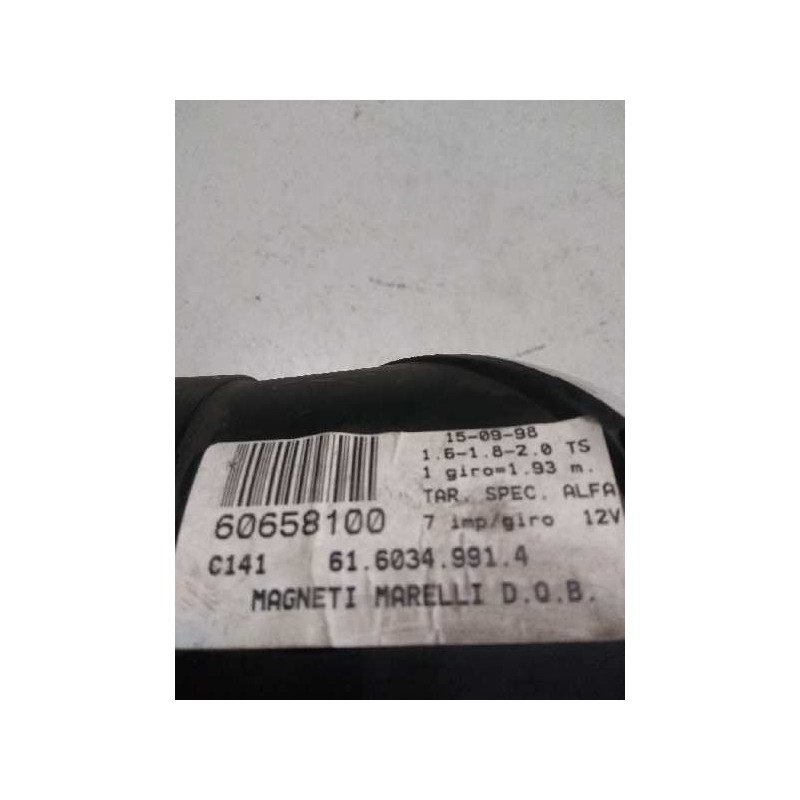 15-09-98
1.6-1.8-2.0 TS
1 giro=1.93 m.
TAR. SPEC. ALFA
60658100
7 imp/giro 12V
C141 61.6034.991.4
MAGNETI MARELLI D.Q.B.